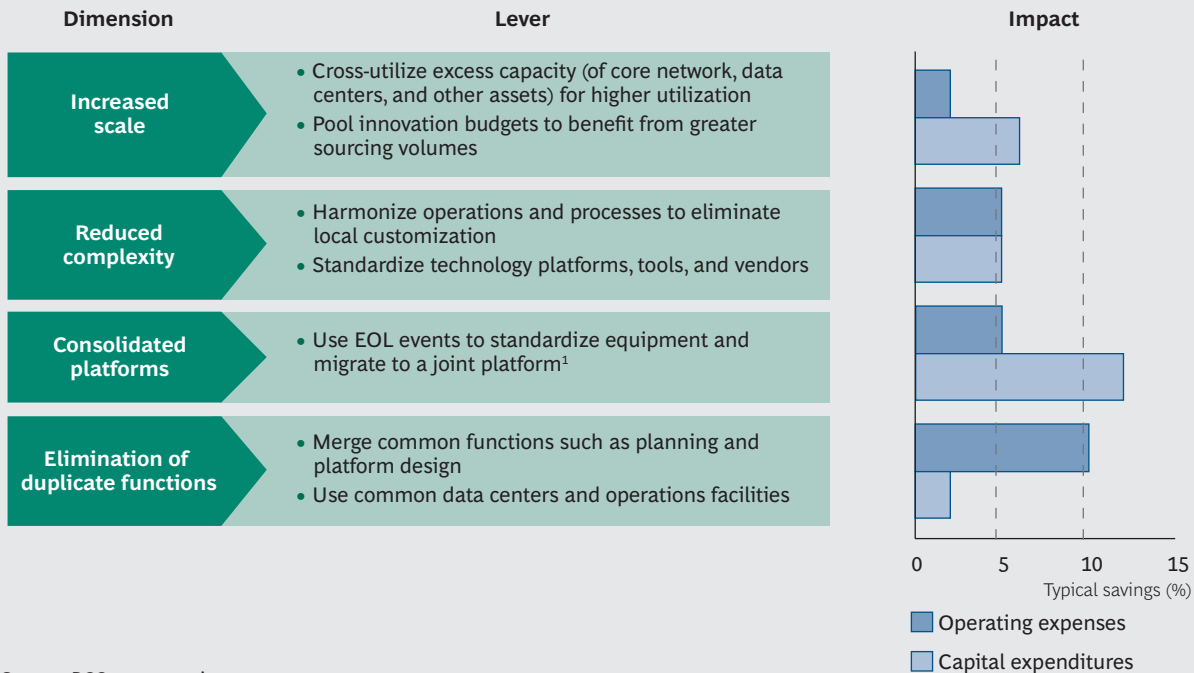 Dimension
Lever
Impact
Increased
scale
• Cross-utilize excess capacity (of core network, data
centers, and other assets) for higher utilization
• Pool innovation budgets to benefit from greater
sourcing volumes
Reduced
complexity
• Harmonize operations and processes to eliminate
local customization
• Standardize technology platforms, tools, and vendors
Consolidated
platforms
• Use EOL events to standardize equipment and
migrate to a joint platform¹
Elimination of
duplicate functions
• Merge common functions such as planning and
platform design
• Use common data centers and operations facilities
0 5 10 15
Typical savings (%)
Operating expenses
Capital expenditures